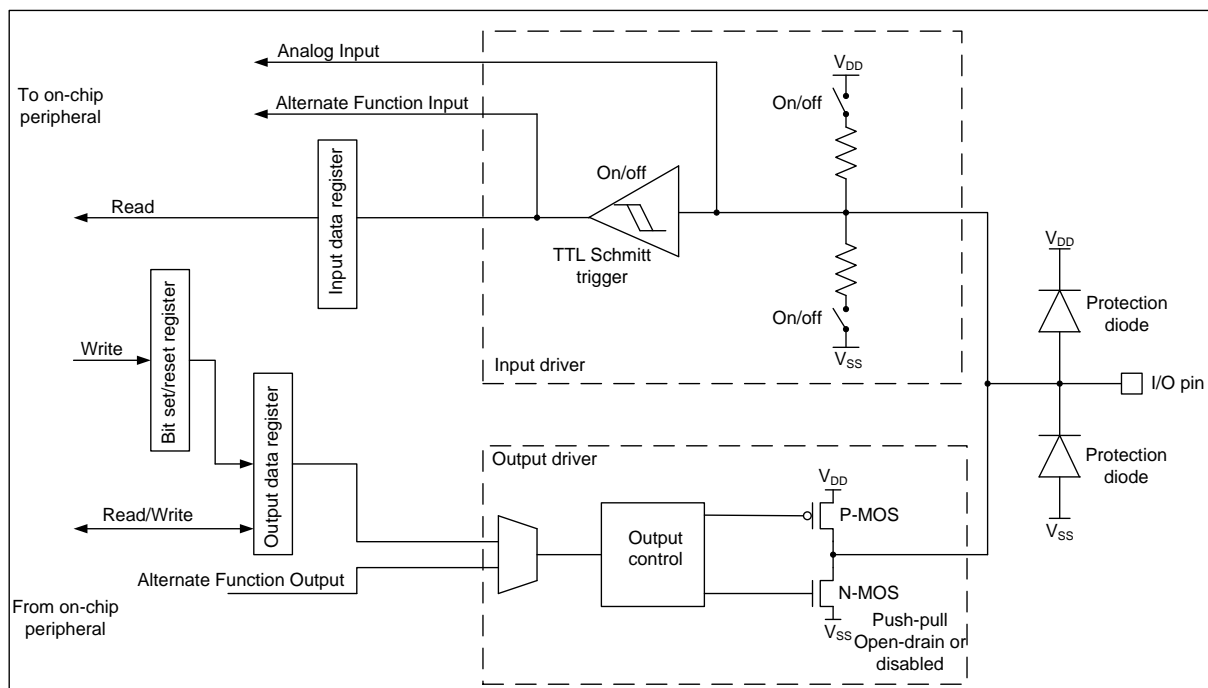 Analog Input
To on-chip
peripheral
Alternate Function Input
Read
Input data register
On/off
TTL Schmitt
trigger
VDD
On/off
On/off
VSS
Input driver
VDD
Protection
diode
I/O pin
Protection
diode
VSS
Write
Bit set/reset register
Output data register
Read/Write
Alternate Function Output
From on-chip
peripheral
Output driver
Output
control
VDD
P-MOS
N-MOS
VSS
Push-pull
Open-drain or
disabled